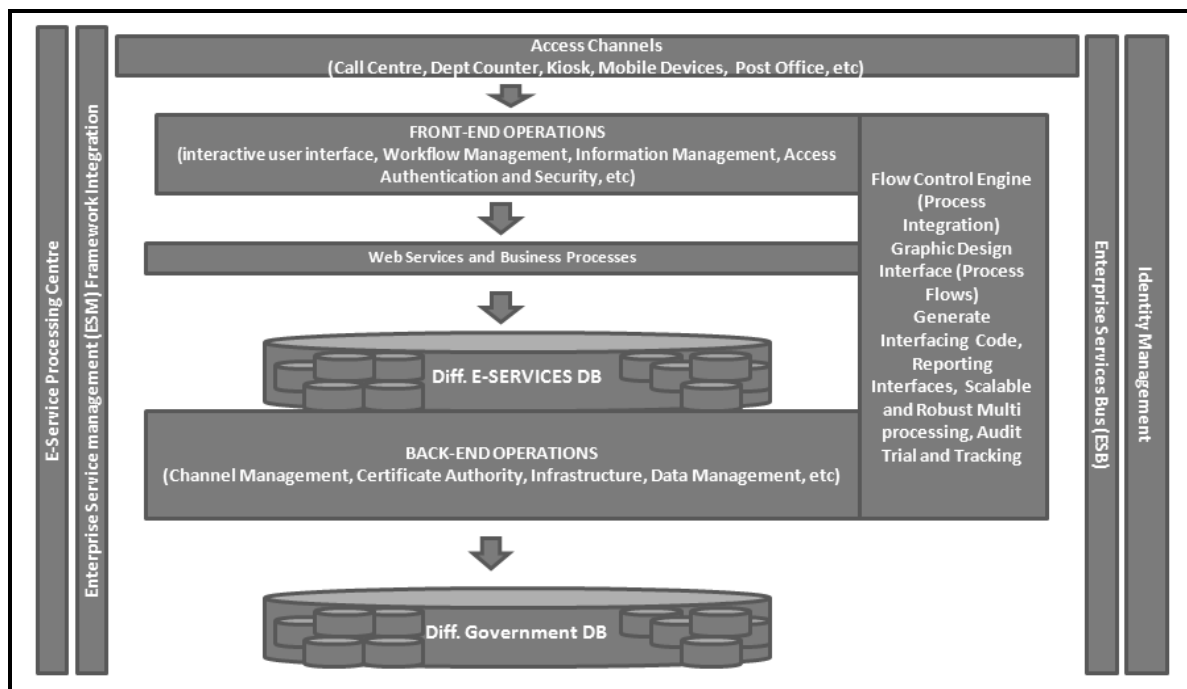 E-Service Processing Centre
Enterprise Service management (ESM) Framework Integration
Access Channels
(Call Centre, Dept Counter, Kiosk, Mobile Devices, Post Office, etc)
FRONT-END OPERATIONS
(interactive user interface, Workflow Management, Information Management, Access
Authentication and Security, etc)
Web Services and Business Processes
Diff. E-SERVICES DB
BACK-END OPERATIONS
(Channel Management, Certificate Authority, Infrastructure, Data Management, etc)
Diff. Government DB
Flow Control Engine
(Process
Integration)
Graphic Design
Interface (Process
Flows)
Generate
Interfacing Code,
Reporting
Interfaces, Scalable
and Robust Multi
processing, Audit
Trial and Tracking
Enterprise Services Bus (ESB)
Identity Management